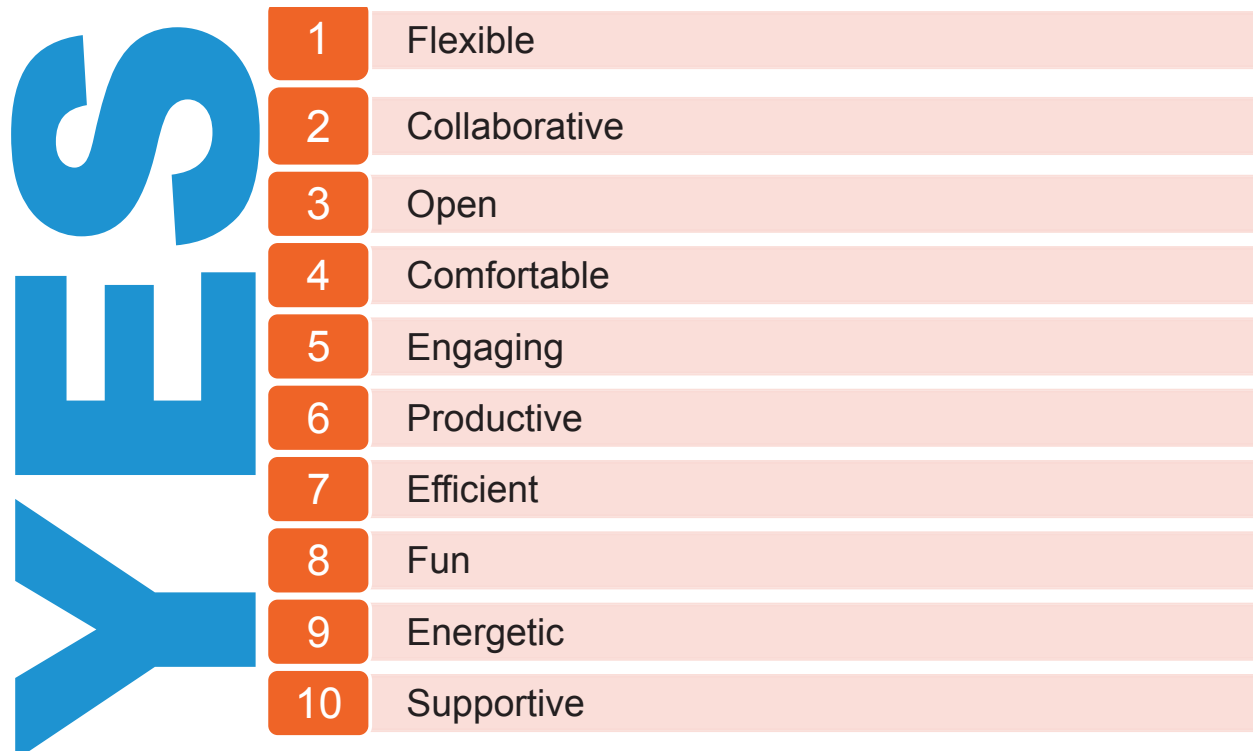 YES
1 Flexible
2 Collaborative
3 Open
4 Comfortable
5 Engaging
6 Productive
7 Efficient
8 Fun
9 Energetic
10 Supportive